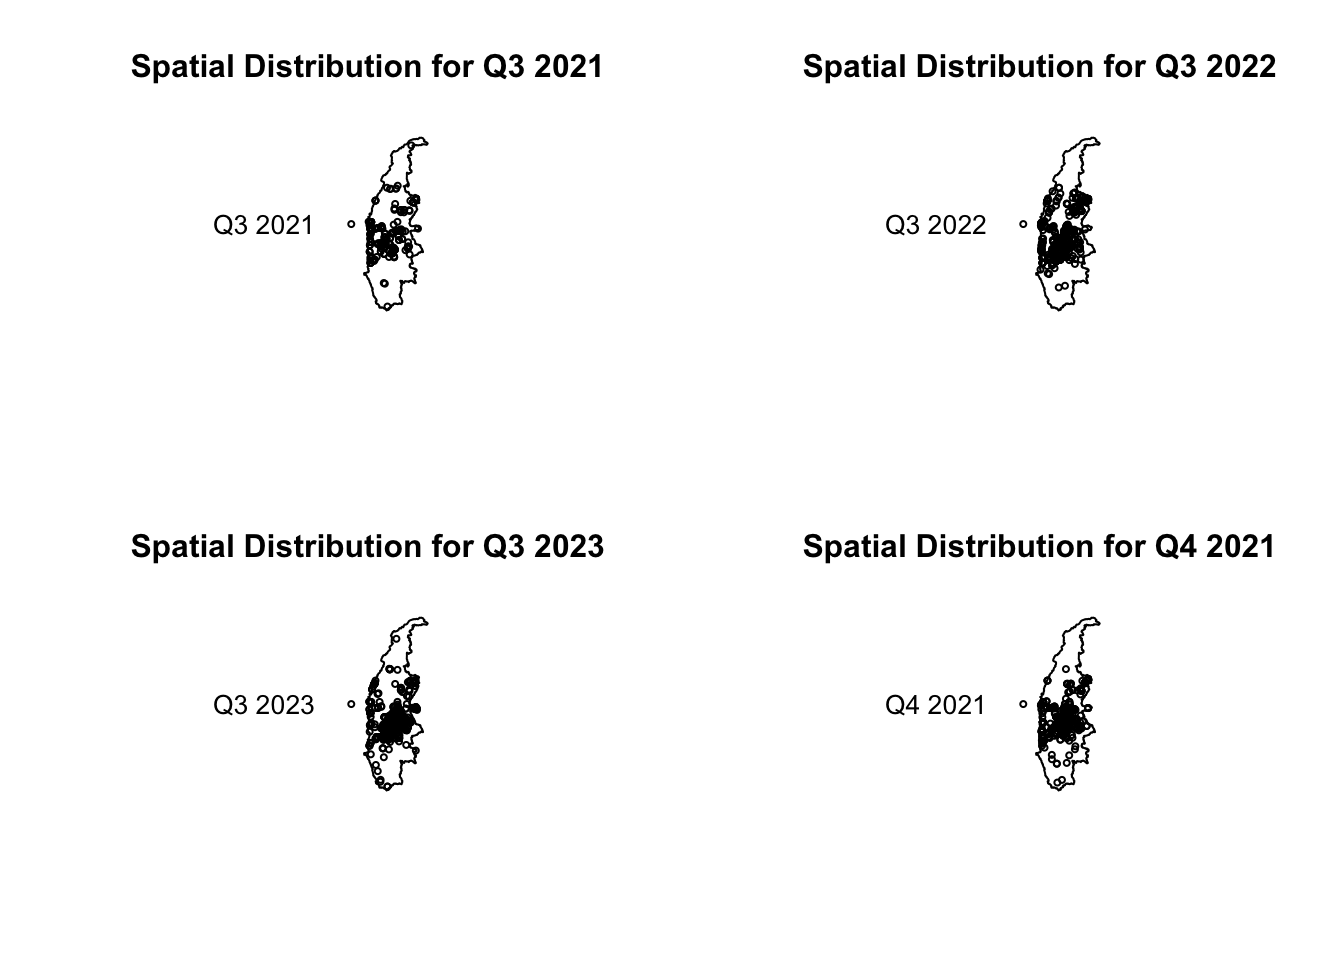 Spatial Distribution for Q3 2021
Q3 2021
Spatial Distribution for Q3 2022
Q3 2022
Spatial Distribution for Q3 2023
Q3 2023
Spatial Distribution for Q4 2021
Q4 2021